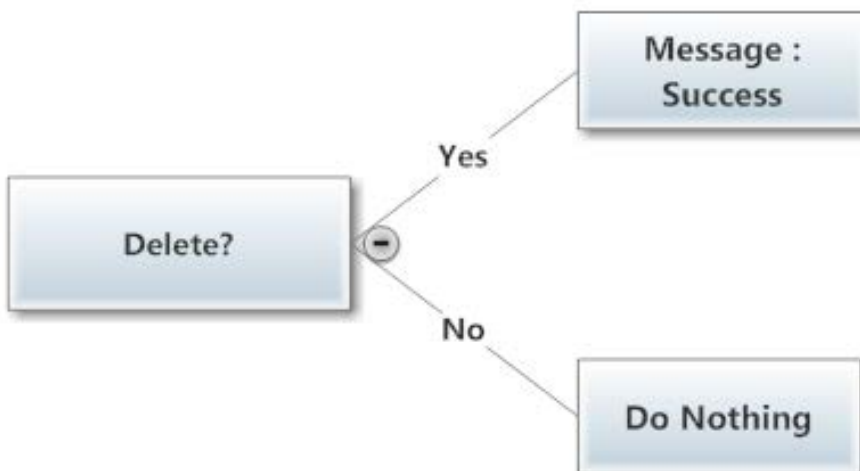 Message :
Success
Yes
Delete?
No
Do Nothing